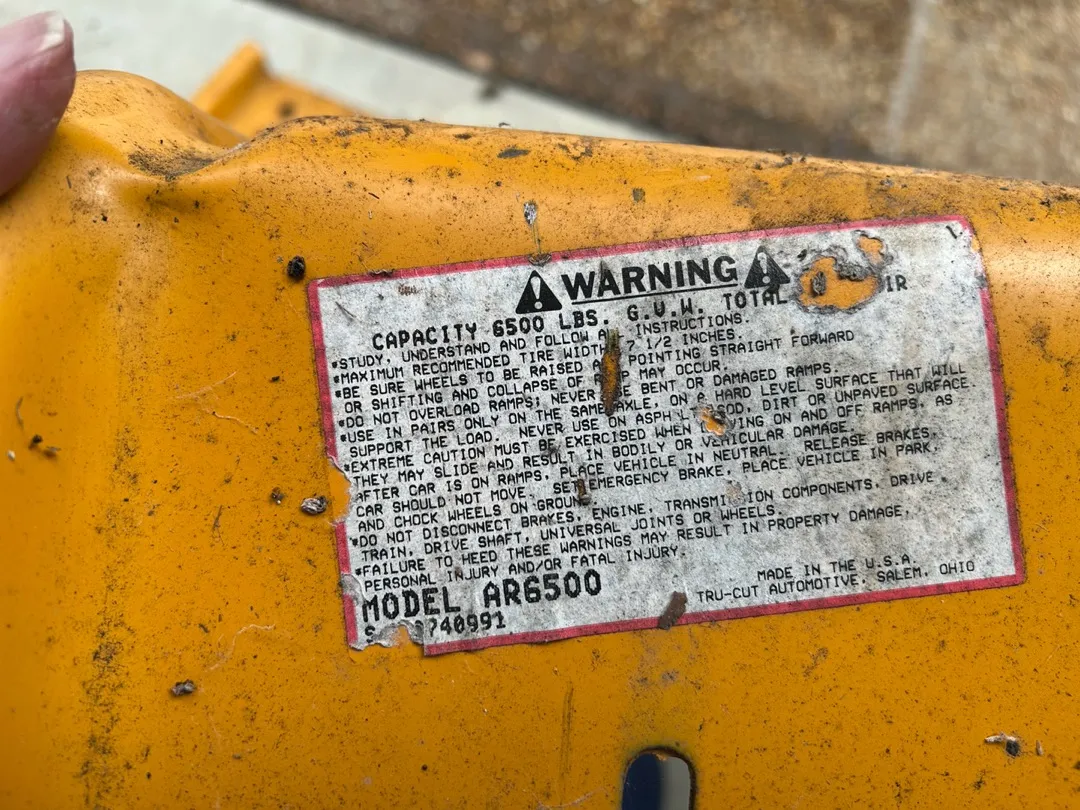 WARNING
CAPACITY 6500 LBS. G.V.W. TOTAL IR
*STUDY, UNDERSTAND AND FOLLOW INSTRUCTIONS.
*MAXIMUM RECOMMENDED TIRE WIDTH 7 1/2 INCHES.
*BE SURE WHEELS TO BE RAISED POINTING STRAIGHT FORWARD
OR SHIFTING AND COLLAPSE OF MAY OCCUR.
*DO NOT OVERLOAD RAMPS; NEVER BENT OR DAMAGED RAMPS.
*USE IN PAIRS ONLY ON THE SAME AXLE, ON A HARD LEVEL SURFACE THAT WILL
SUPPORT THE LOAD. NEVER USE ON SOD, DIRT OR UNPAVED SURFACE.
*EXTREME CAUTION MUST BE EXERCISED WHEN ON AND OFF RAMPS, AS
THEY MAY SLIDE AND RESULT IN BODILY OR VEHICULAR DAMAGE.
AFTER CAR IS ON RAMPS, PLACE VEHICLE IN NEUTRAL. RELEASE BRAKES,
CAR SHOULD NOT MOVE. SET EMERGENCY BRAKE, PLACE VEHICLE IN PARK,
AND CHOCK WHEELS ON GROUND.
*DO NOT DISCONNECT BRAKES, ENGINE, TRANSMISSION COMPONENTS, DRIVE
TRAIN, DRIVE SHAFT, UNIVERSAL JOINTS OR WHEELS.
*FAILURE TO HEED THESE WARNINGS MAY RESULT IN PROPERTY DAMAGE,
PERSONAL INJURY AND/OR FATAL INJURY.
MODEL AR6500
MADE IN THE U.S.A.
TRU-CUT AUTOMOTIVE, SALEM, OHIO
740991